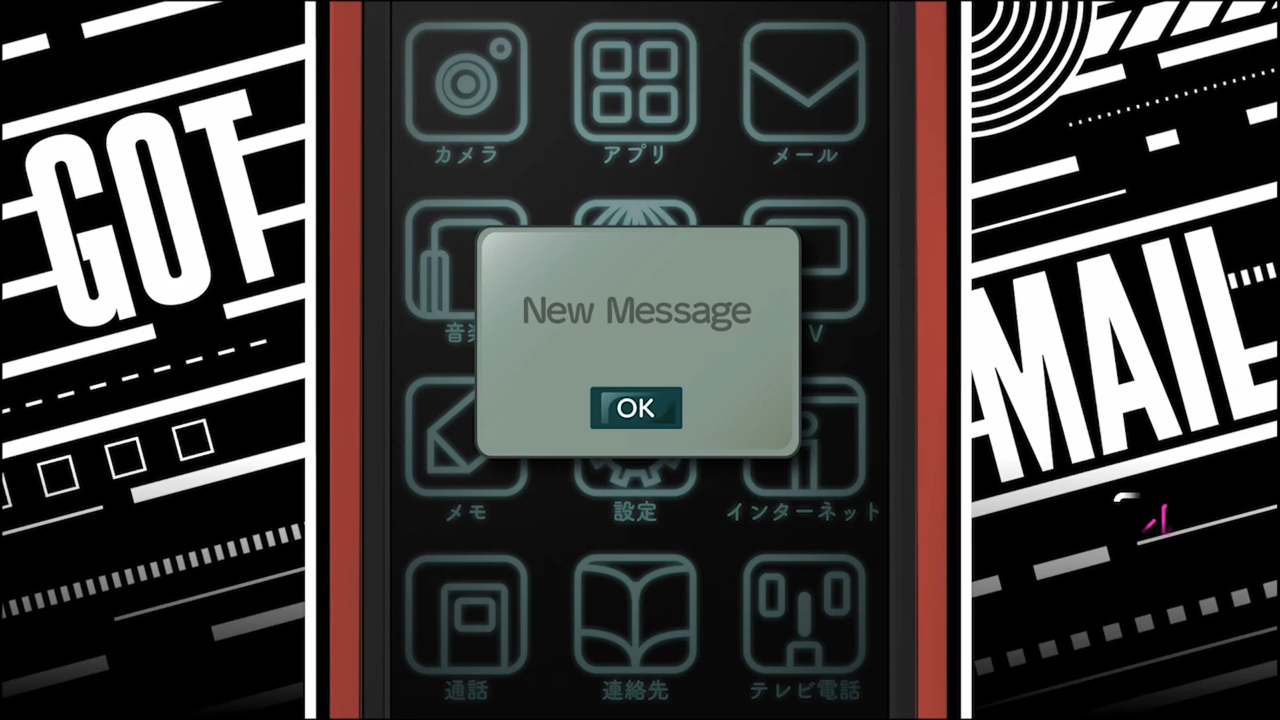 GOT
カメラ
アプリ
メール
New Message
OK
V
メモ
設定
インターネット
通話
連絡先
テレビ電話
MAIL